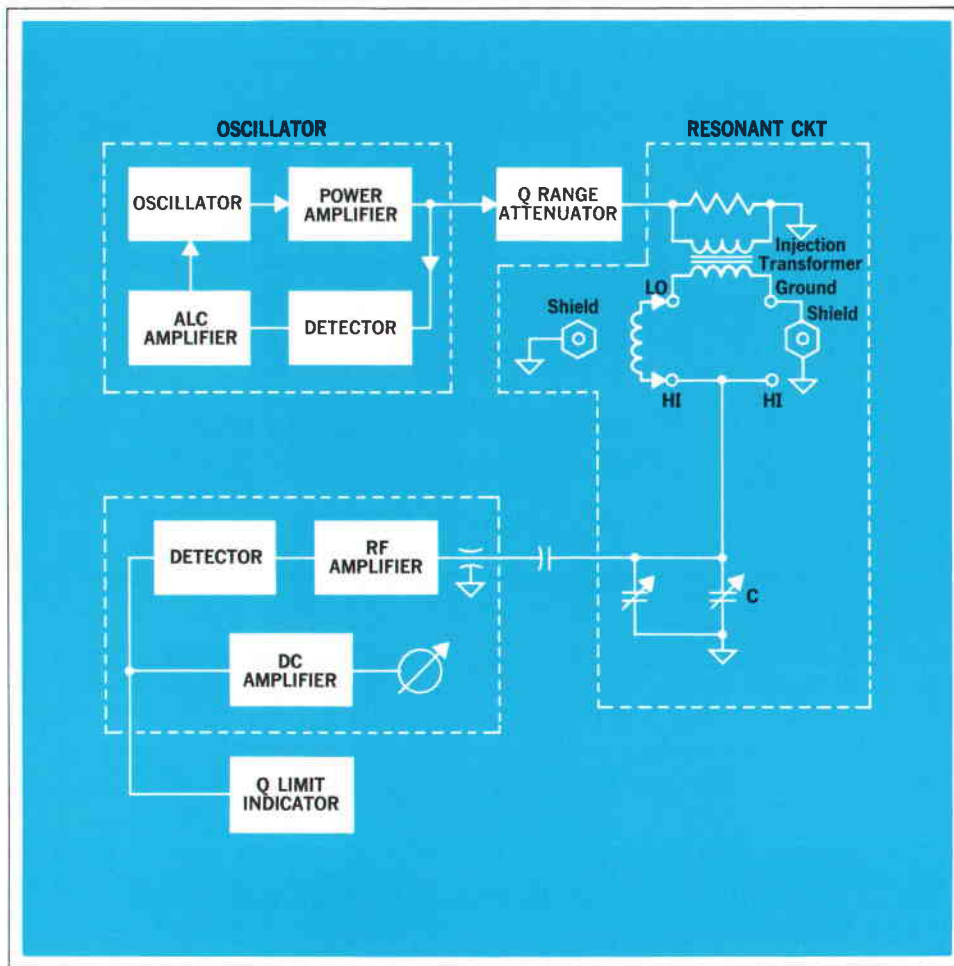 OSCILLATOR
RESONANT CKT
OSCILLATOR
POWER
AMPLIFIER
Q RANGE
ATTENUATOR
ALC
AMPLIFIER
DETECTOR
Injection
Transformer
LO
Ground
Shield
Shield
HI
HI
DETECTOR
RF
AMPLIFIER
C
DC
AMPLIFIER
Q LIMIT
INDICATOR